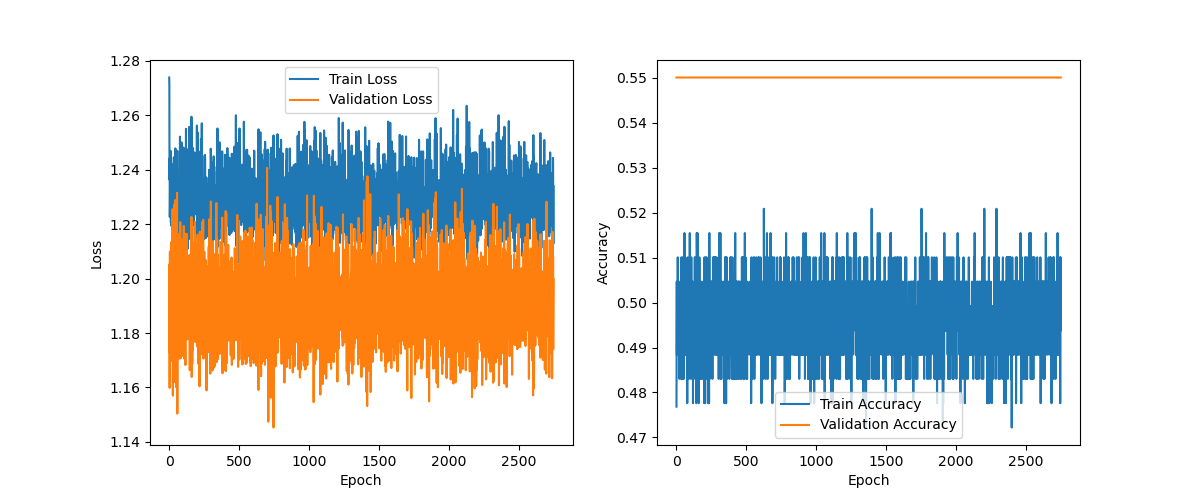 1.28
1.26
1.24
1.22
1.20
1.18
1.16
1.14
Loss
Train Loss
Validation Loss
0 500 1000 1500 2000 2500
Epoch
0.55
0.54
0.53
0.52
0.51
0.50
0.49
0.48
0.47
Accuracy
Train Accuracy
Validation Accuracy
0 500 1000 1500 2000 2500
Epoch